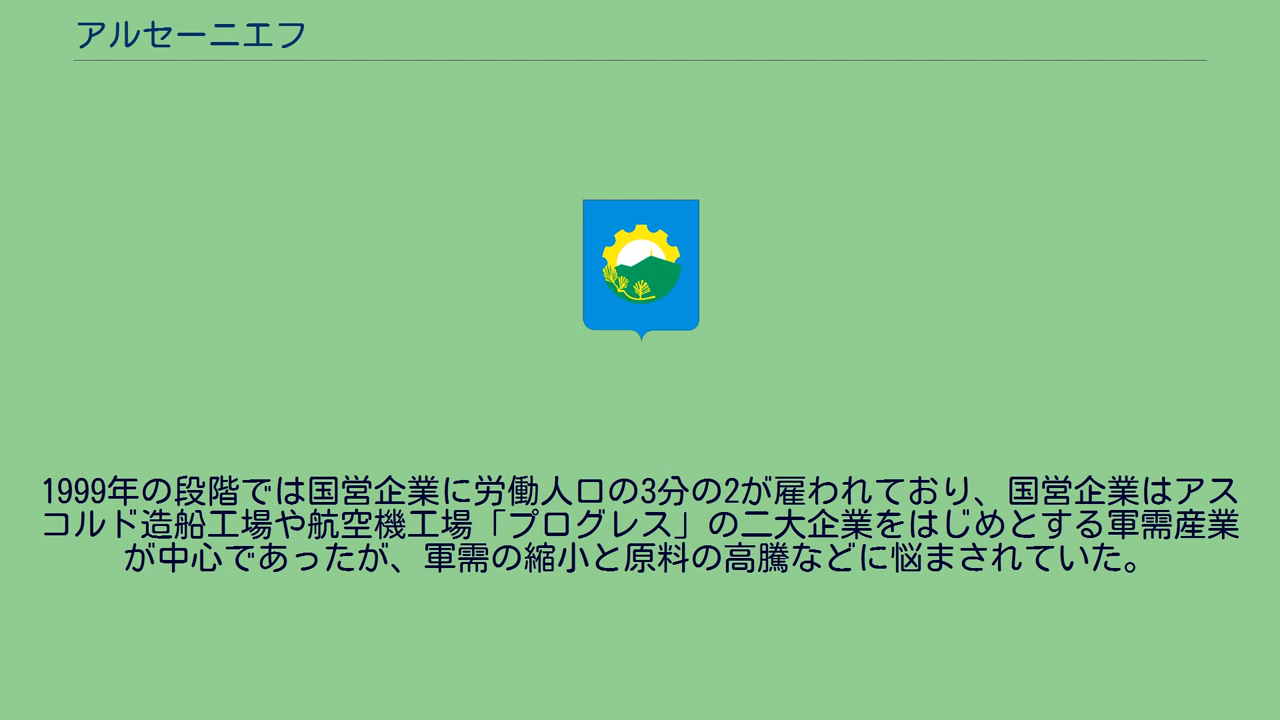 アルセーニエフ
1999年の段階では国営企業に労働人口の3分の2が雇われており、国営企業はアス
コルド造船工場や航空機工場「プログレス」の二大企業をはじめとする軍需産業
が中心であったが、軍需の縮小と原料の高騰などに悩まされていた。